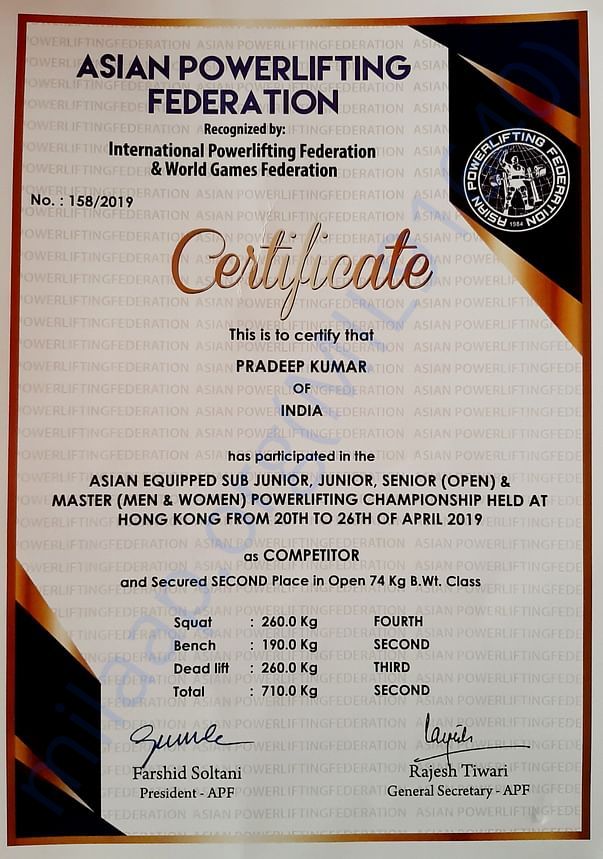 ASIAN POWERLIFTING
FEDERATION
Recognized by:
International Powerlifting Federation
& World Games Federation
No. : 158/2019
ASIAN POWERLIFTING FEDERATION
1984
Certificate
This is to certify that
PRADEEP KUMAR
OF
INDIA
has participated in the
ASIAN EQUIPPED SUB JUNIOR, JUNIOR, SENIOR (OPEN) &
MASTER (MEN & WOMEN) POWERLIFTING CHAMPIONSHIP HELD AT
HONG KONG FROM 20TH TO 26TH OF APRIL 2019
as COMPETITOR
and Secured SECOND Place in Open 74 Kg B.Wt. Class
Squat : 260.0 Kg FOURTH
Bench : 190.0 Kg SECOND
Dead lift : 260.0 Kg THIRD
Total : 710.0 Kg SECOND
Farshid Soltani
President - APF
Rajesh Tiwari
General Secretary - APF